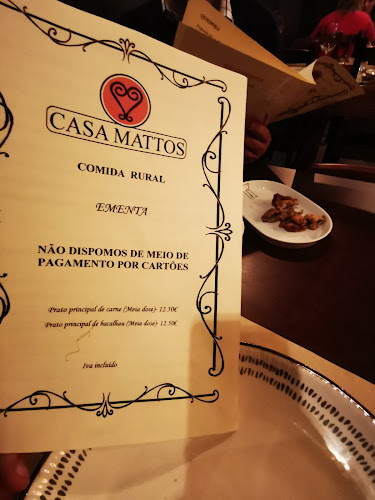 CASA MATTOS
COMIDA RURAL
EMENTA
NÃO DISPOMOS DE MEIO DE
PAGAMENTO POR CARTÕES
Prato principal de carne (Meia dose)- 12.50€
Prato principal de bacalhau (Meia dose)- 12.50€
Iva incluído